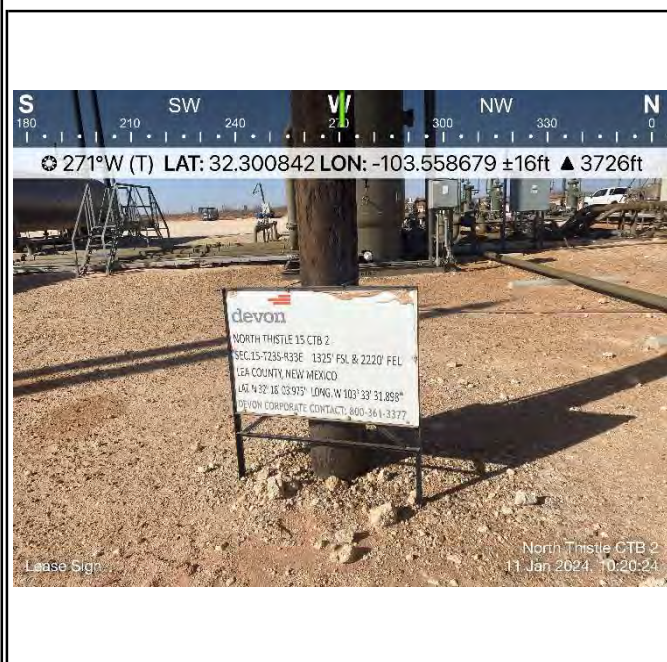 S SW W NW N
180 210 240 270 300 330 0
271°W (T) LAT: 32.300842 LON: -103.558679 ±16ft ▲ 3726ft
devon
NORTH THISTLE 15 CTB 2
SEC.15-T23S-R33E 1325' FSL & 2220' FEL
LEA COUNTY, NEW MEXICO
LAT. N 32° 18' 03.975" LONG. W 103° 33' 31.898"
DEVON CORPORATE CONTACT: 800-361-3377
Lease Sign
North Thistle CTB 2
11 Jan 2024, 10:20:24